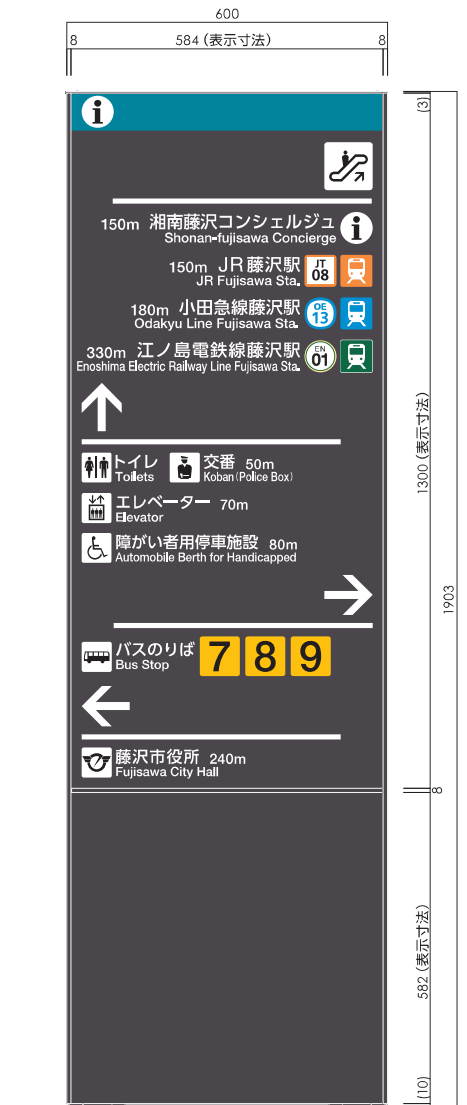 600
8
584 (表示寸法)
8
(3)
i
150m 湘南藤沢コンシェルジュ i
Shonan-fujisawa Concierge
150m JR藤沢駅 JT 08
JR Fujisawa Sta.
180m 小田急線藤沢駅 OE 13
Odakyu Line Fujisawa Sta.
330m 江ノ島電鉄線藤沢駅 EN 01
Enoshima Electric Railway Line Fujisawa Sta.
トイレ 交番 50m
Toilets Koban(Police Box)
エレベーター 70m
Elevator
障がい者用停車施設 80m
Automobile Berth for Handicapped
バスのりば 7 8 9
Bus Stop
藤沢市役所 240m
Fujisawa City Hall
1300 (表示寸法)
1903
8
582 (表示寸法)
(10)